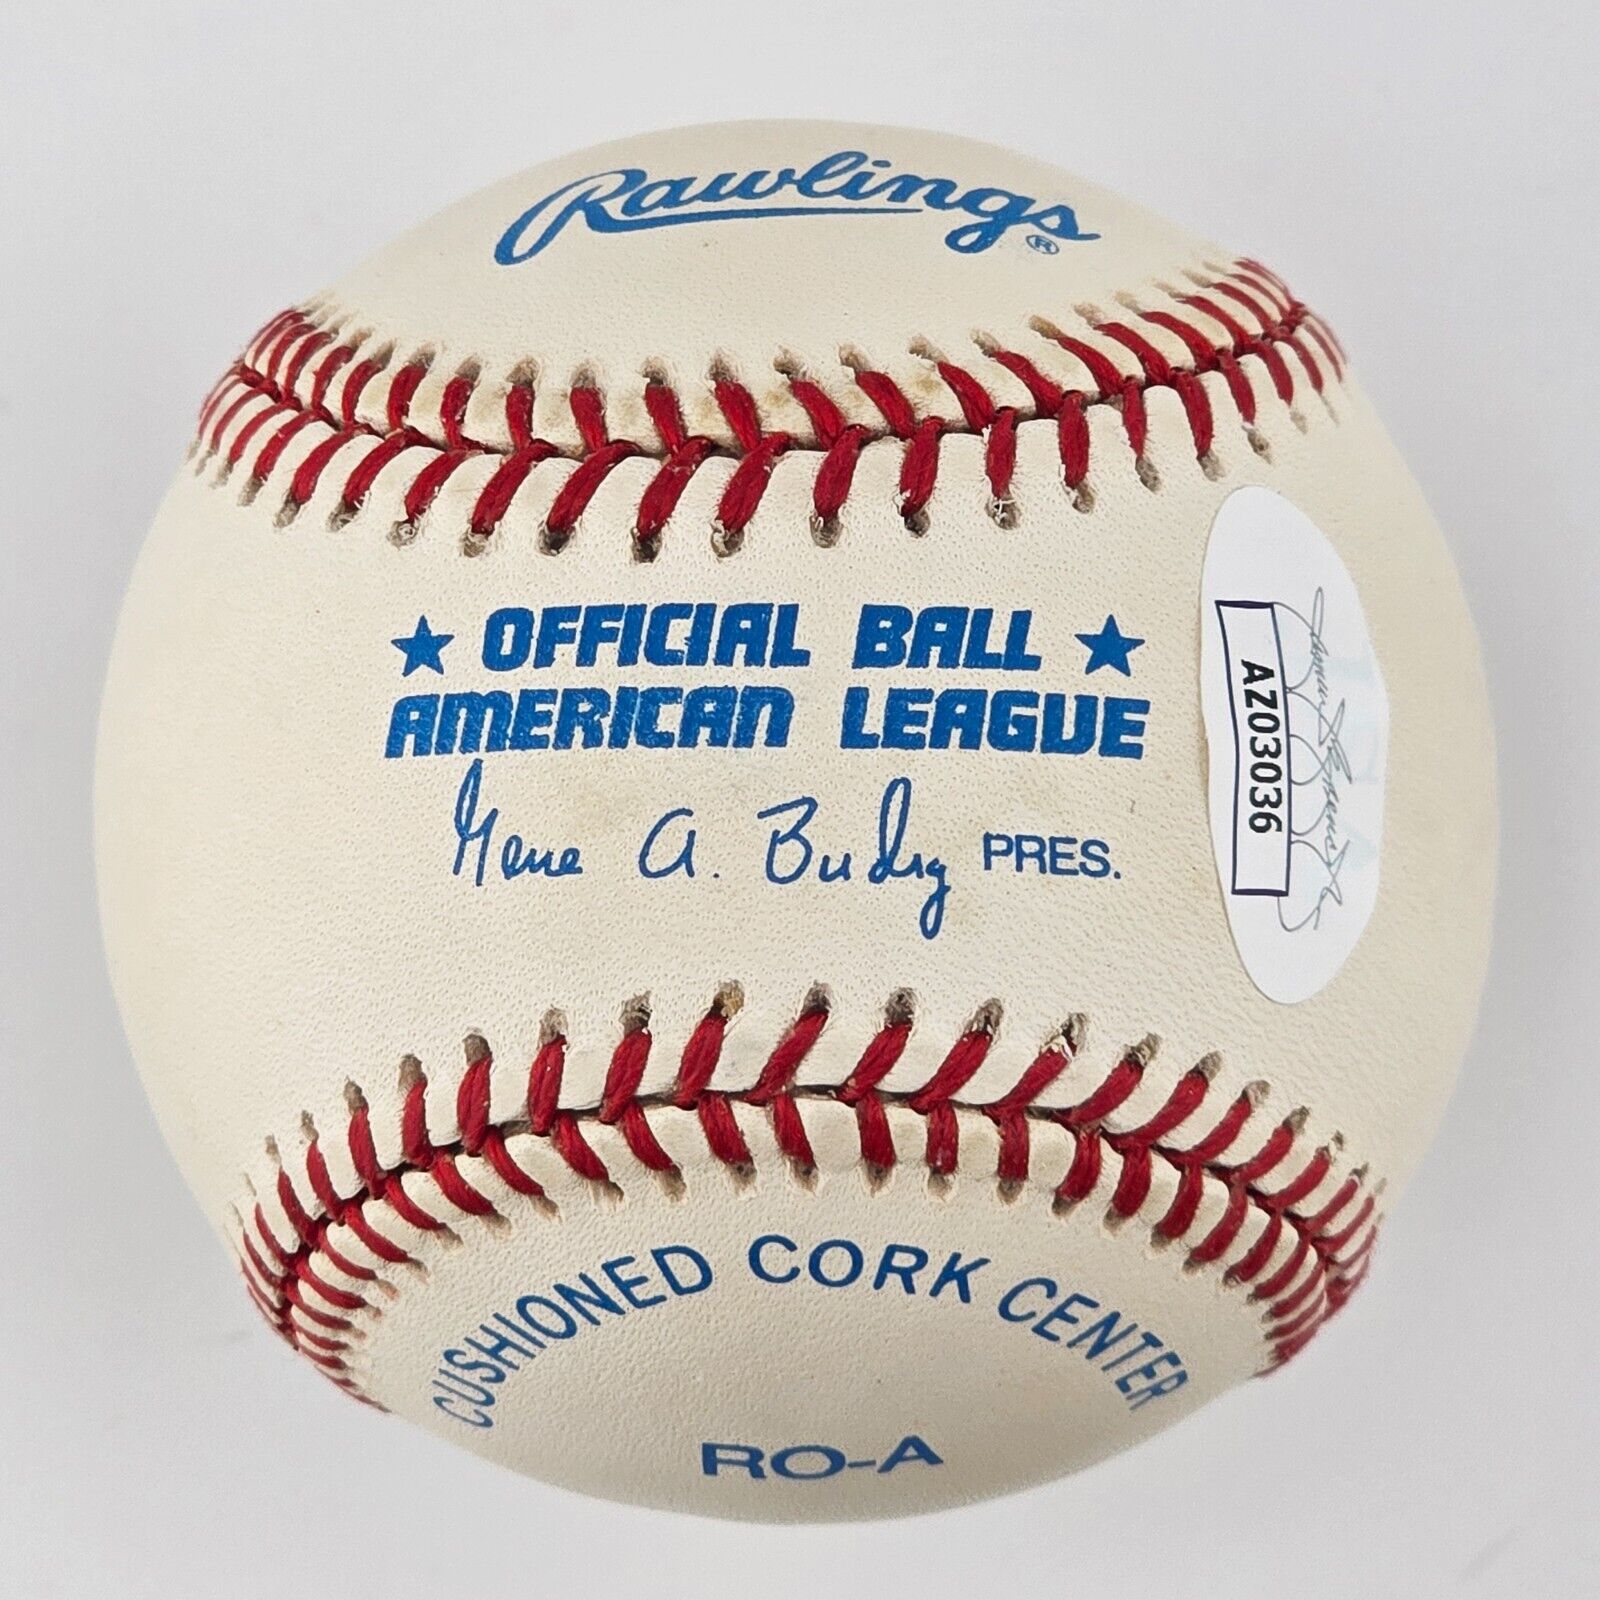 Rawlings®
★ OFFICIAL BALL ★
AMERICAN LEAGUE
Gene A. Budig PRES.
AZ03036
CUSHIONED CORK CENTER
RO-A